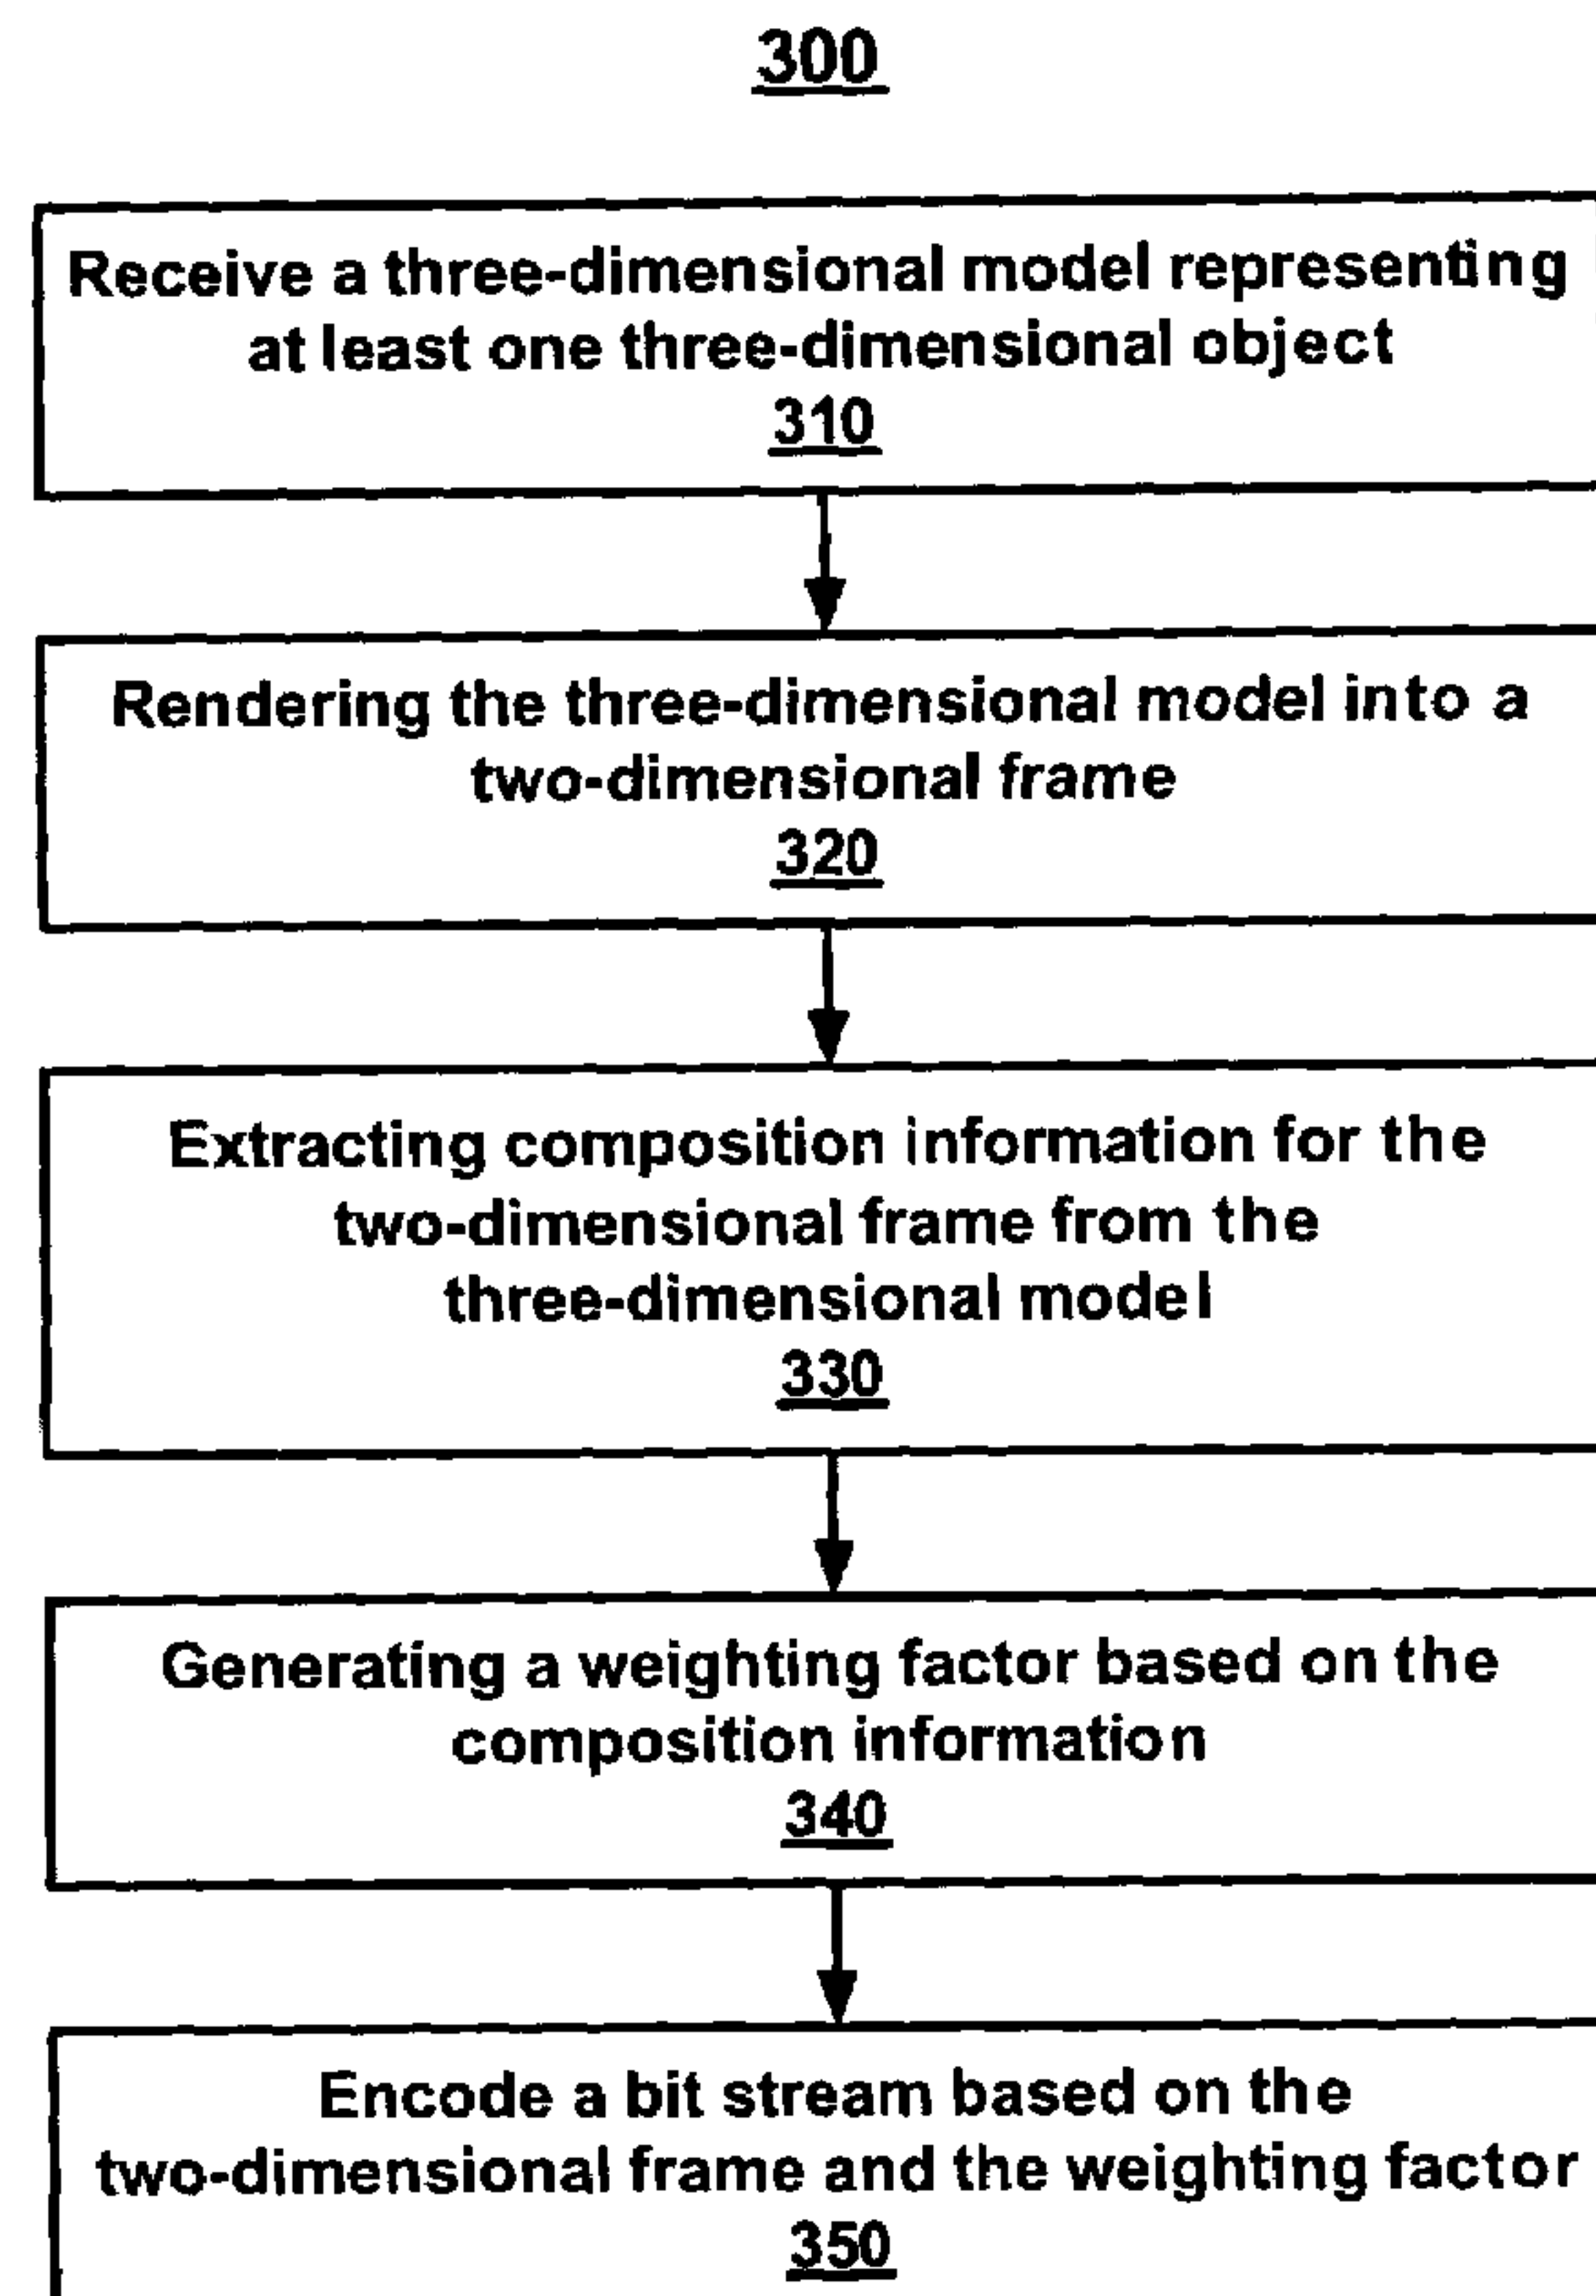 300
Receive a three-dimensional model representing
at least one three-dimensional object
310
Rendering the three-dimensional model into a
two-dimensional frame
320
Extracting composition information for the
two-dimensional frame from the
three-dimensional model
330
Generating a weighting factor based on the
composition information
340
Encode a bit stream based on the
two-dimensional frame and the weighting factor
350